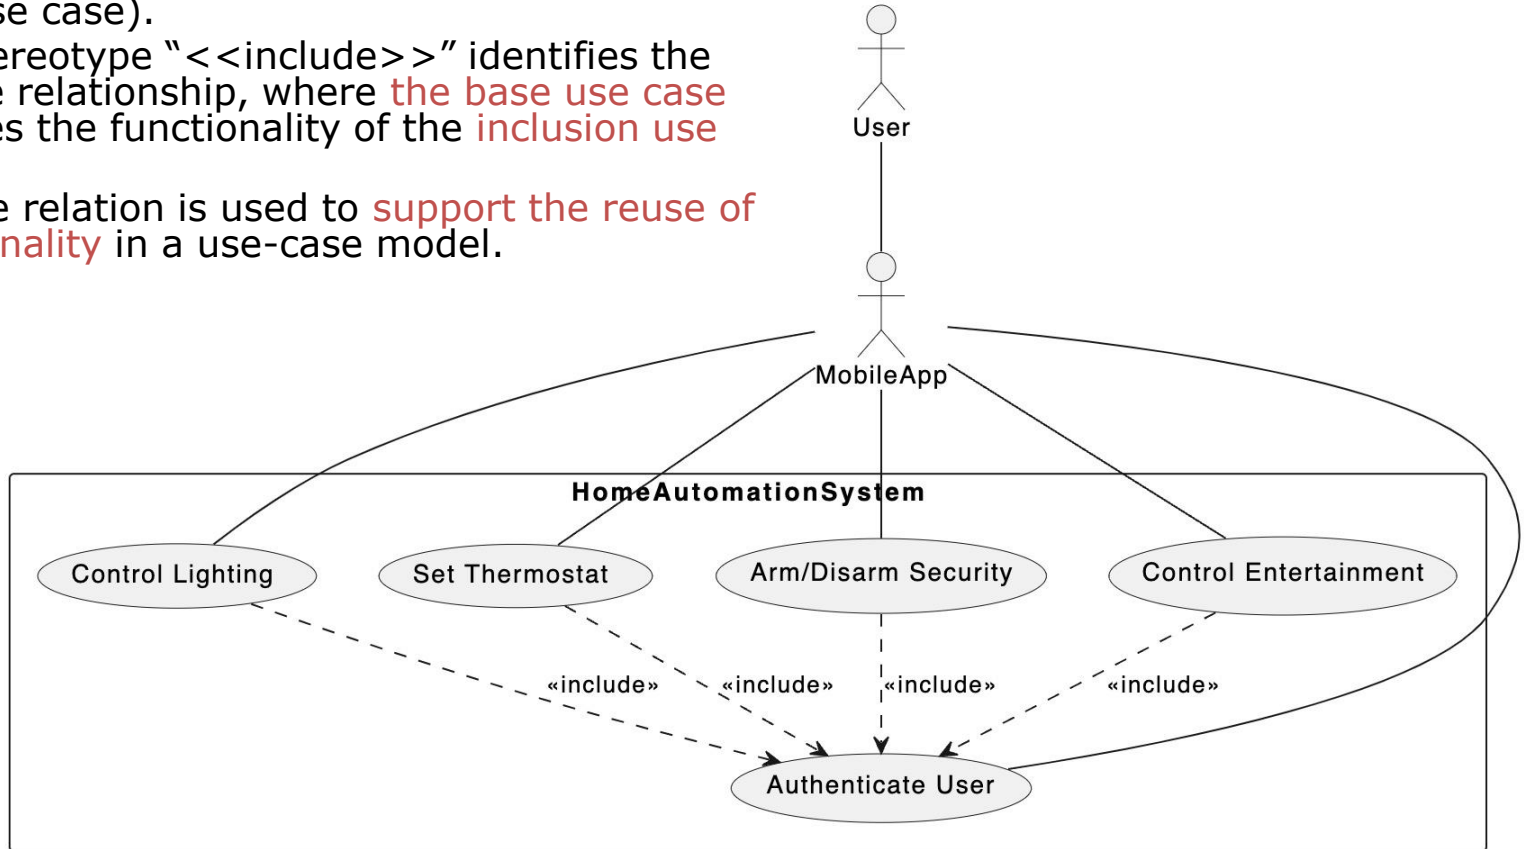 se case).
ereotype “<<include>>” identifies the
e relationship, where the base use case
es the functionality of the inclusion use
e relation is used to support the reuse of
nality in a use-case model.
User
MobileApp
HomeAutomationSystem
Control Lighting
Set Thermostat
Arm/Disarm Security
Control Entertainment
«include»
«include»
«include»
«include»
Authenticate User